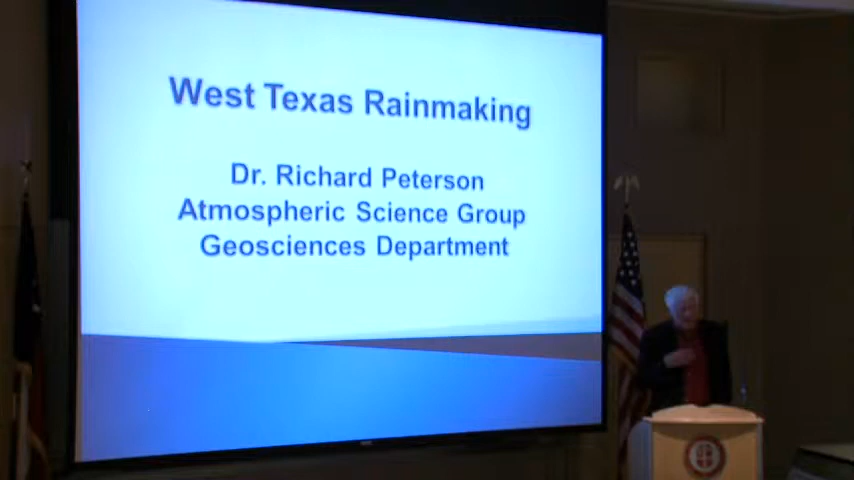 West Texas Rainmaking
Dr. Richard Peterson
Atmospheric Science Group
Geosciences Department